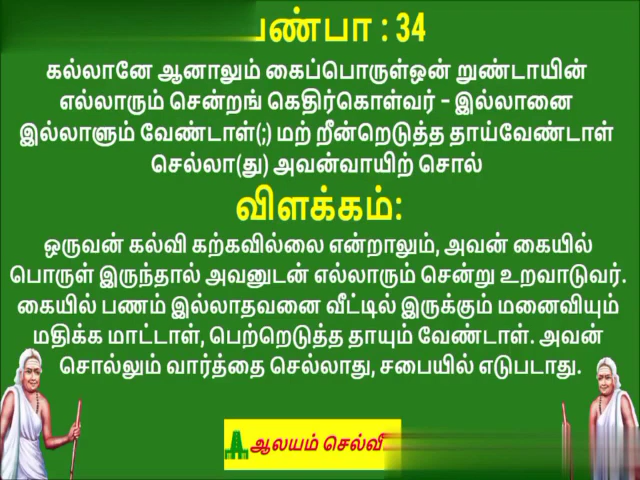 பண்பா : 34
கல்லானே ஆனாலும் கைப்பொருள்ஒன் றுண்டாயின்
எல்லாரும் சென்றங் கெதிர்கொள்வர் - இல்லானை
இல்லாளும் வேண்டாள்(;) மற் றீன்றெடுத்த தாய்வேண்டாள்
செல்லா(து) அவன்வாயிற் சொல்
விளக்கம்:
ஒருவன் கல்வி கற்கவில்லை என்றாலும், அவன் கையில்
பொருள் இருந்தால் அவனுடன் எல்லாரும் சென்று உறவாடுவர்.
கையில் பணம் இல்லாதவனை வீட்டில் இருக்கும் மனைவியும்
மதிக்க மாட்டாள், பெற்றெடுத்த தாயும் வேண்டாள். அவன்
சொல்லும் வார்த்தை செல்லாது, சபையில் எடுபடாது.
ஆலயம் செல்வீ